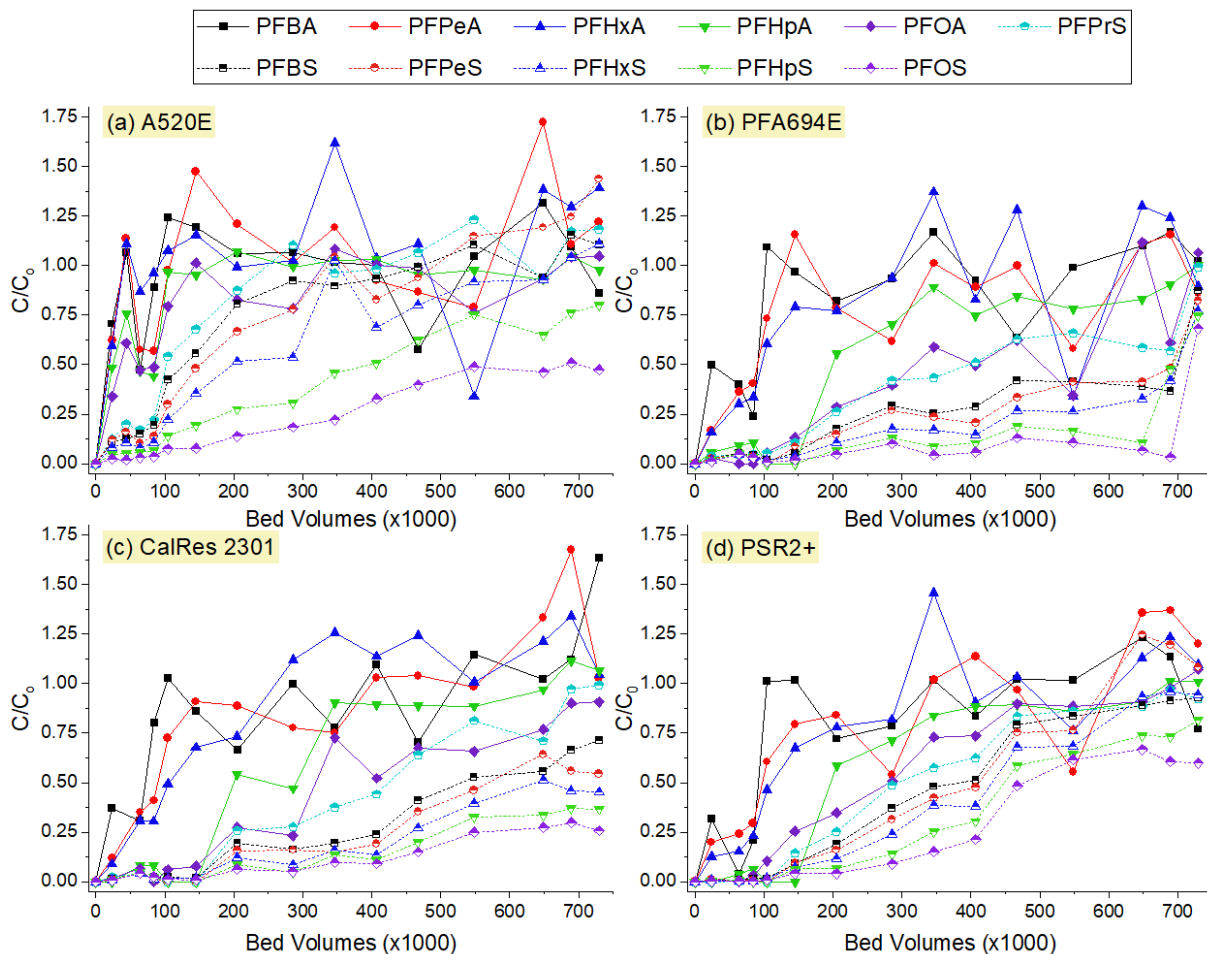 PFBA PFPeA PFHxA PFHpA PFOA PFPrS
PFBS PFPeS PFHxS PFHpS PFOS
(a) A520E
C/Co
1.75
1.50
1.25
1.00
0.75
0.50
0.25
0.00
0 100 200 300 400 500 600 700
Bed Volumes (x1000)
(b) PFA694E
C/Co
1.75
1.50
1.25
1.00
0.75
0.50
0.25
0.00
0 100 200 300 400 500 600 700
Bed Volumes (x1000)
(c) CalRes 2301
C/Co
1.75
1.50
1.25
1.00
0.75
0.50
0.25
0.00
0 100 200 300 400 500 600 700
Bed Volumes (x1000)
(d) PSR2+
C/C0
1.75
1.50
1.25
1.00
0.75
0.50
0.25
0.00
0 100 200 300 400 500 600 700
Bed Volumes (x1000)